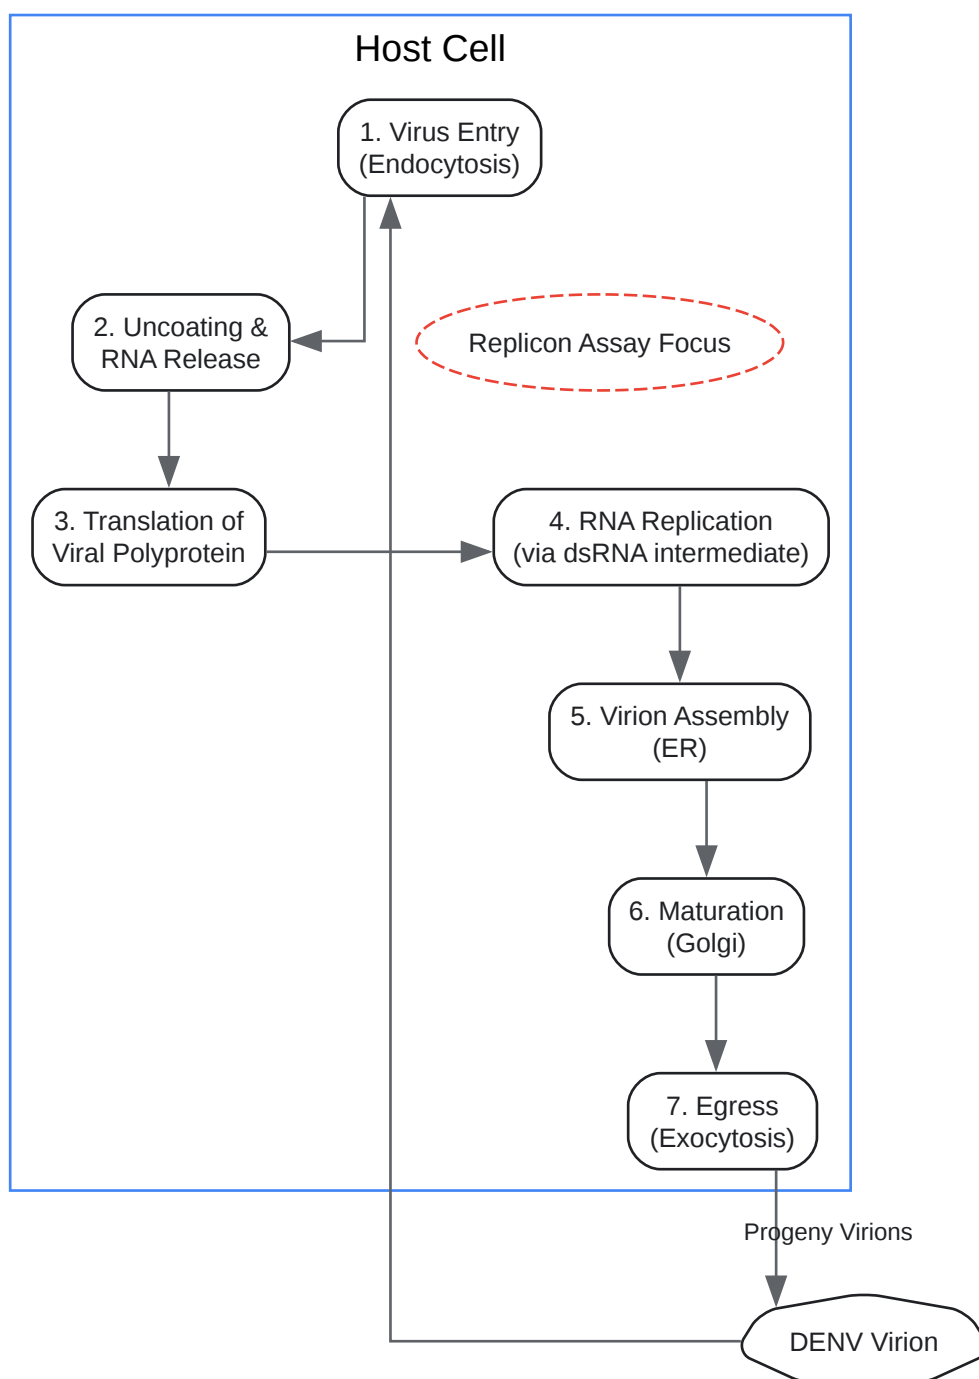 Host Cell
1. Virus Entry
(Endocytosis)
2. Uncoating &
RNA Release
Replicon Assay Focus
3. Translation of
Viral Polyprotein
4. RNA Replication
(via dsRNA intermediate)
5. Virion Assembly
(ER)
6. Maturation
(Golgi)
7. Egress
(Exocytosis)
Progeny Virions
DENV Virion